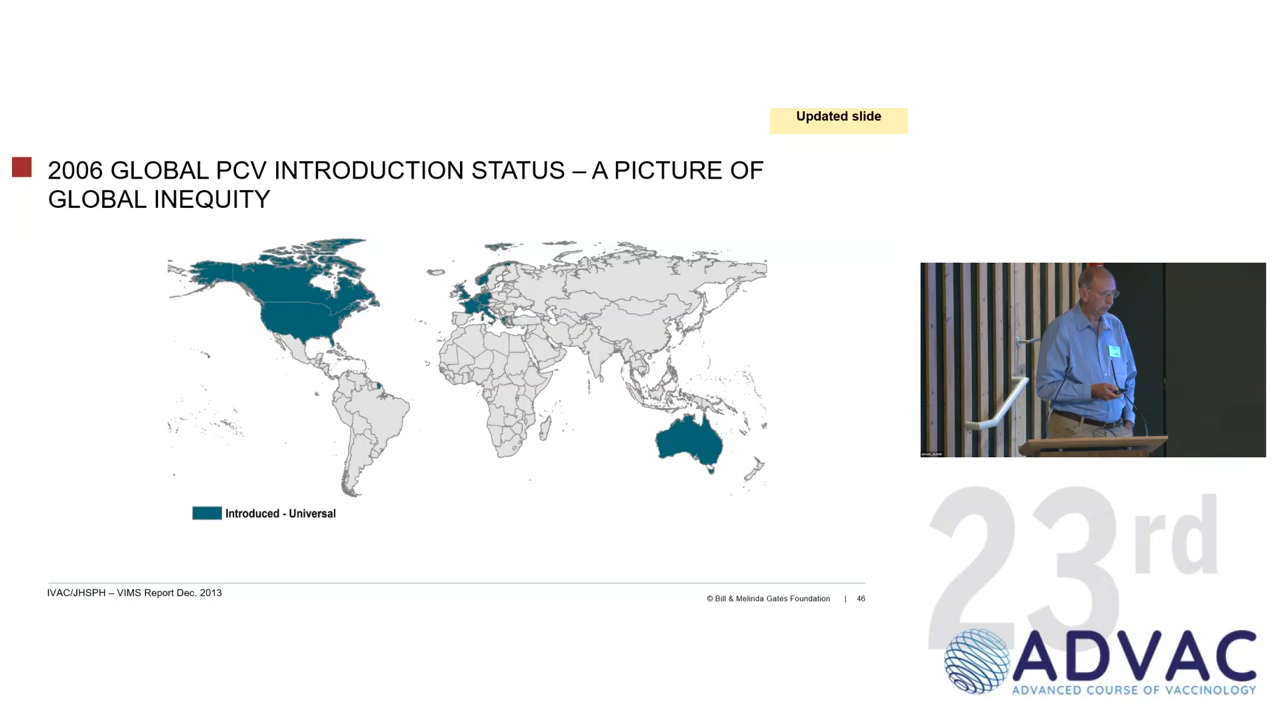 Updated slide
2006 GLOBAL PCV INTRODUCTION STATUS – A PICTURE OF
GLOBAL INEQUITY
Introduced - Universal
IVAC/JHSPH – VIMS Report Dec. 2013
© Bill & Melinda Gates Foundation | 46
23rd
ADVAC
ADVANCED COURSE OF VACCINOLOGY